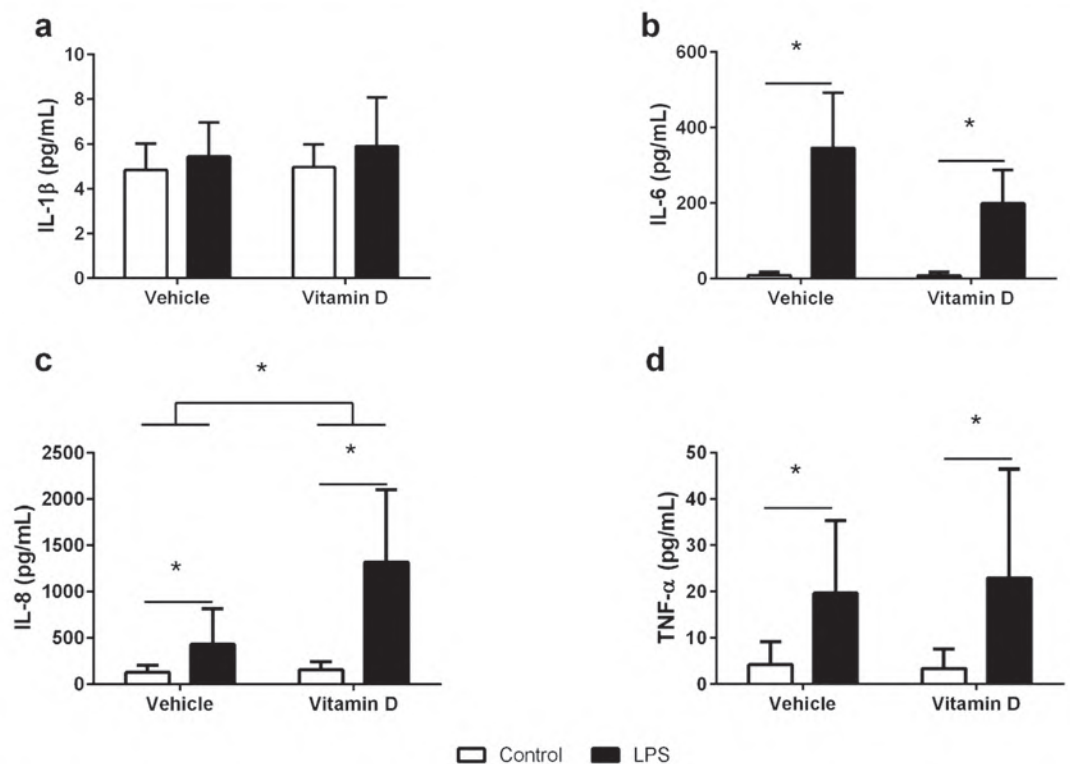 a
10
8
6
4
2
0
IL-1β (pg/mL)
Vehicle Vitamin D
b
600
400
200
0
IL-6 (pg/mL)
*
*
Vehicle Vitamin D
c
*
2500
2000
1500
1000
500
0
IL-8 (pg/mL)
*
*
Vehicle Vitamin D
d
50
40
30
20
10
0
TNF-α (pg/mL)
*
*
Vehicle Vitamin D
Control LPS